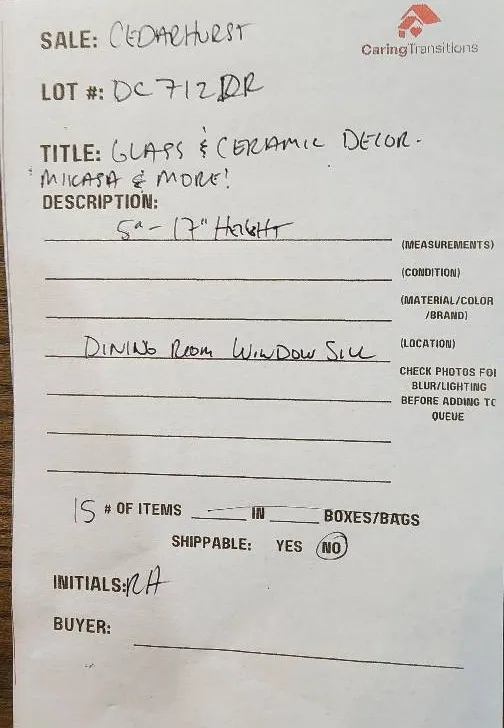 SALE: CEDARHURST
CaringTransitions
LOT #: DC712DR
TITLE: GLASS & CERAMIC DECOR-
MIKASA & MORE!
DESCRIPTION:
5" - 17" HEIGHT
(MEASUREMENTS)
(CONDITION)
(MATERIAL/COLOR
/BRAND)
DINING ROOM WINDOW SILL (LOCATION)
CHECK PHOTOS FOR
BLUR/LIGHTING
BEFORE ADDING TO
QUEUE
15 # OF ITEMS IN BOXES/BAGS
SHIPPABLE: YES NO
INITIALS: RA
BUYER: